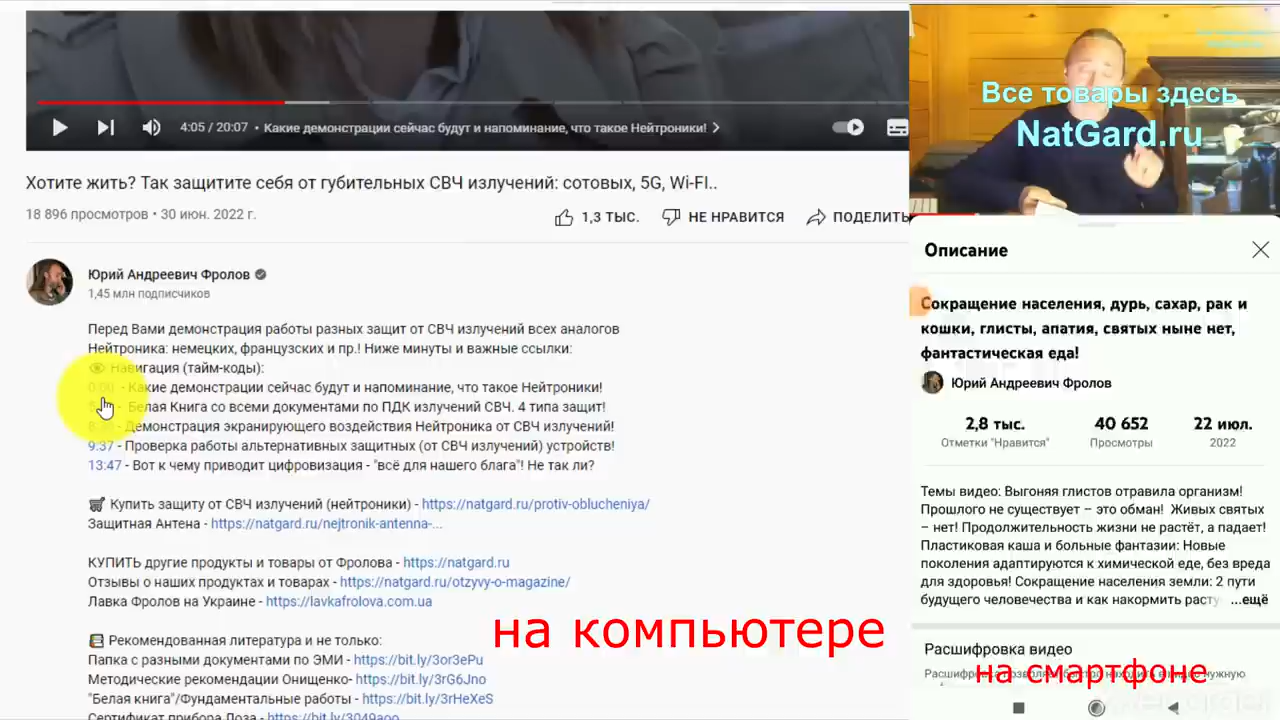 4:05 / 20:07 • Какие демонстрации сейчас будут и напоминание, что такое Нейтроники!
Хотите жить? Так защитите себя от губительных СВЧ излучений: сотовых, 5G, Wi-FI..
18 896 просмотров • 30 июн. 2022 г.
1,3 ТЫС.
НЕ НРАВИТСЯ
ПОДЕЛИТЬ
Юрий Андреевич Фролов
1,45 млн подписчиков
Перед Вами демонстрация работы разных защит от СВЧ излучений всех аналогов
Нейтроника: немецких, французских и пр.! Ниже минуты и важные ссылки:
Навигация (тайм-коды):
0:00 - Какие демонстрации сейчас будут и напоминание, что такое Нейтроники!
- Белая Книга со всеми документами по ПДК излучений СВЧ. 4 типа защит!
- Демонстрация экранирующего воздействия Нейтроника от СВЧ излучений!
9:37 - Проверка работы альтернативных защитных (от СВЧ излучений) устройств!
13:47 - Вот к чему приводит цифровизация - "всё для нашего блага"! Не так ли?
Купить защиту от СВЧ излучений (нейтроники) - https://natgard.ru/protiv-oblucheniya/
Защитная Антена - https://natgard.ru/nejtronik-antenna-...
КУПИТЬ другие продукты и товары от Фролова - https://natgard.ru
Отзывы о наших продуктах и товарах - https://natgard.ru/otzyvy-o-magazine/
Лавка Фролов на Украине - https://lavkafrolova.com.ua
Рекомендованная литература и не только:
Папка с разными документами по ЭМИ - https://bit.ly/3or3ePu
Методические рекомендации Онищенко- https://bit.ly/3rG6Jno
"Белая книга"/Фундаментальные работы - https://bit.ly/3rHeXeS
Сертификат прибора Доза - https://bit.ly/3049aoo
на компьютере
Все товары здесь
NatGard.ru
Описание
Сокращение населения, дурь, сахар, рак и
кошки, глисты, апатия, святых ныне нет,
фантастическая еда!
Юрий Андреевич Фролов
2,8 тыс.
Отметки "Нравится"
40 652
Просмотры
22 июл.
2022
Темы видео: Выгоняя глистов отравила организм!
Прошлого не существует – это обман! Живых святых
– нет! Продолжительность жизни не растёт, а падает!
Пластиковая каша и больные фантазии: Новые
поколения адаптируются к химической еде, без вреда
для здоровья! Сокращение населения земли: 2 пути
будущего человечества и как накормить расту ...ещё
Расшифровка видео
на смартфоне